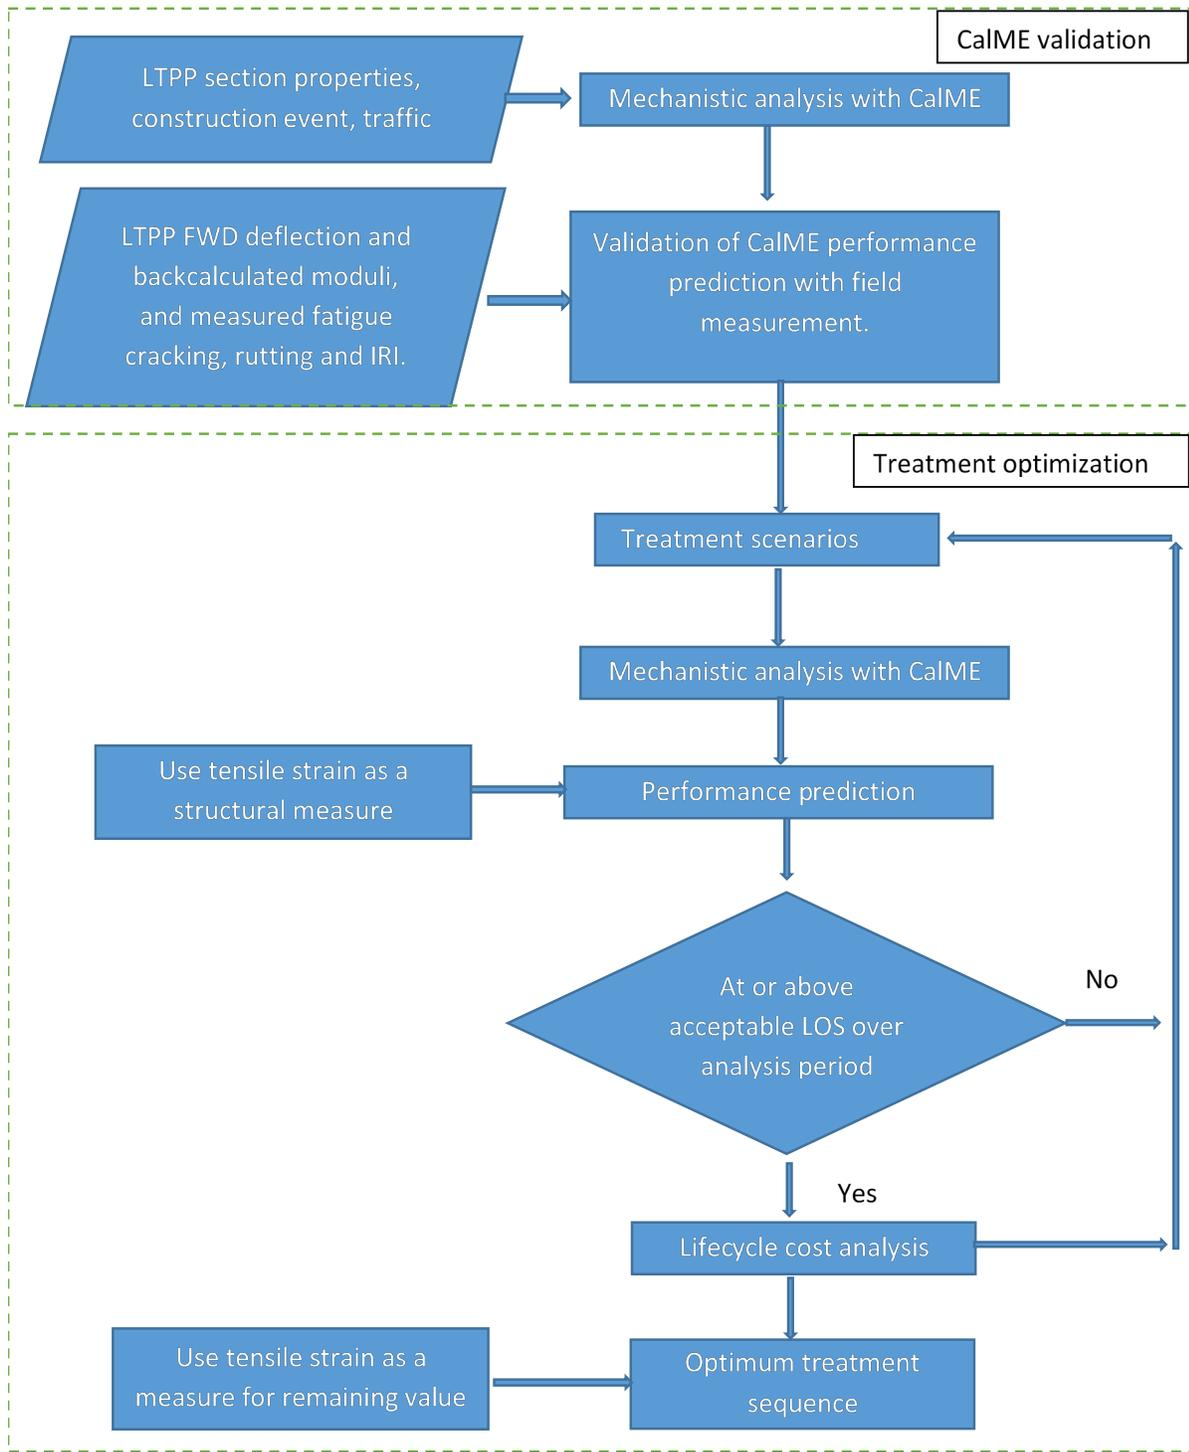 CalME validation
LTPP section properties,
construction event, traffic
Mechanistic analysis with CalME
LTPP FWD deflection and
backcalculated moduli,
and measured fatigue
cracking, rutting and IRI.
Validation of CalME performance
prediction with field
measurement.
Treatment optimization
Treatment scenarios
Mechanistic analysis with CalME
Use tensile strain as a
structural measure
Performance prediction
At or above
acceptable LOS over
analysis period
No
Yes
Lifecycle cost analysis
Use tensile strain as a
measure for remaining value
Optimum treatment
sequence